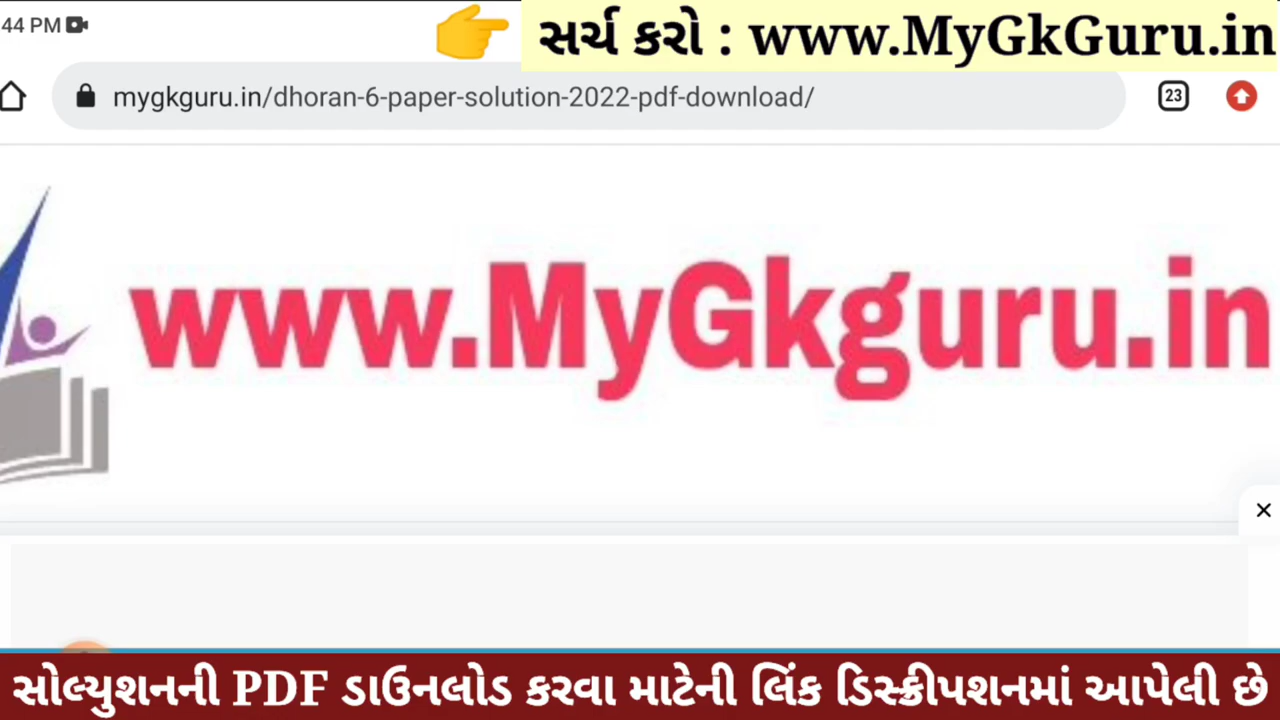 44 PM
સર્ચ કરો : www.MyGkGuru.in
mygkguru.in/dhoran-6-paper-solution-2022-pdf-download/
23
www.MyGkguru.in
સોલ્યુશનની PDF ડાઉનલોડ કરવા માટેની લિંક ડિસ્ક્રીપશનમાં આપેલી છે